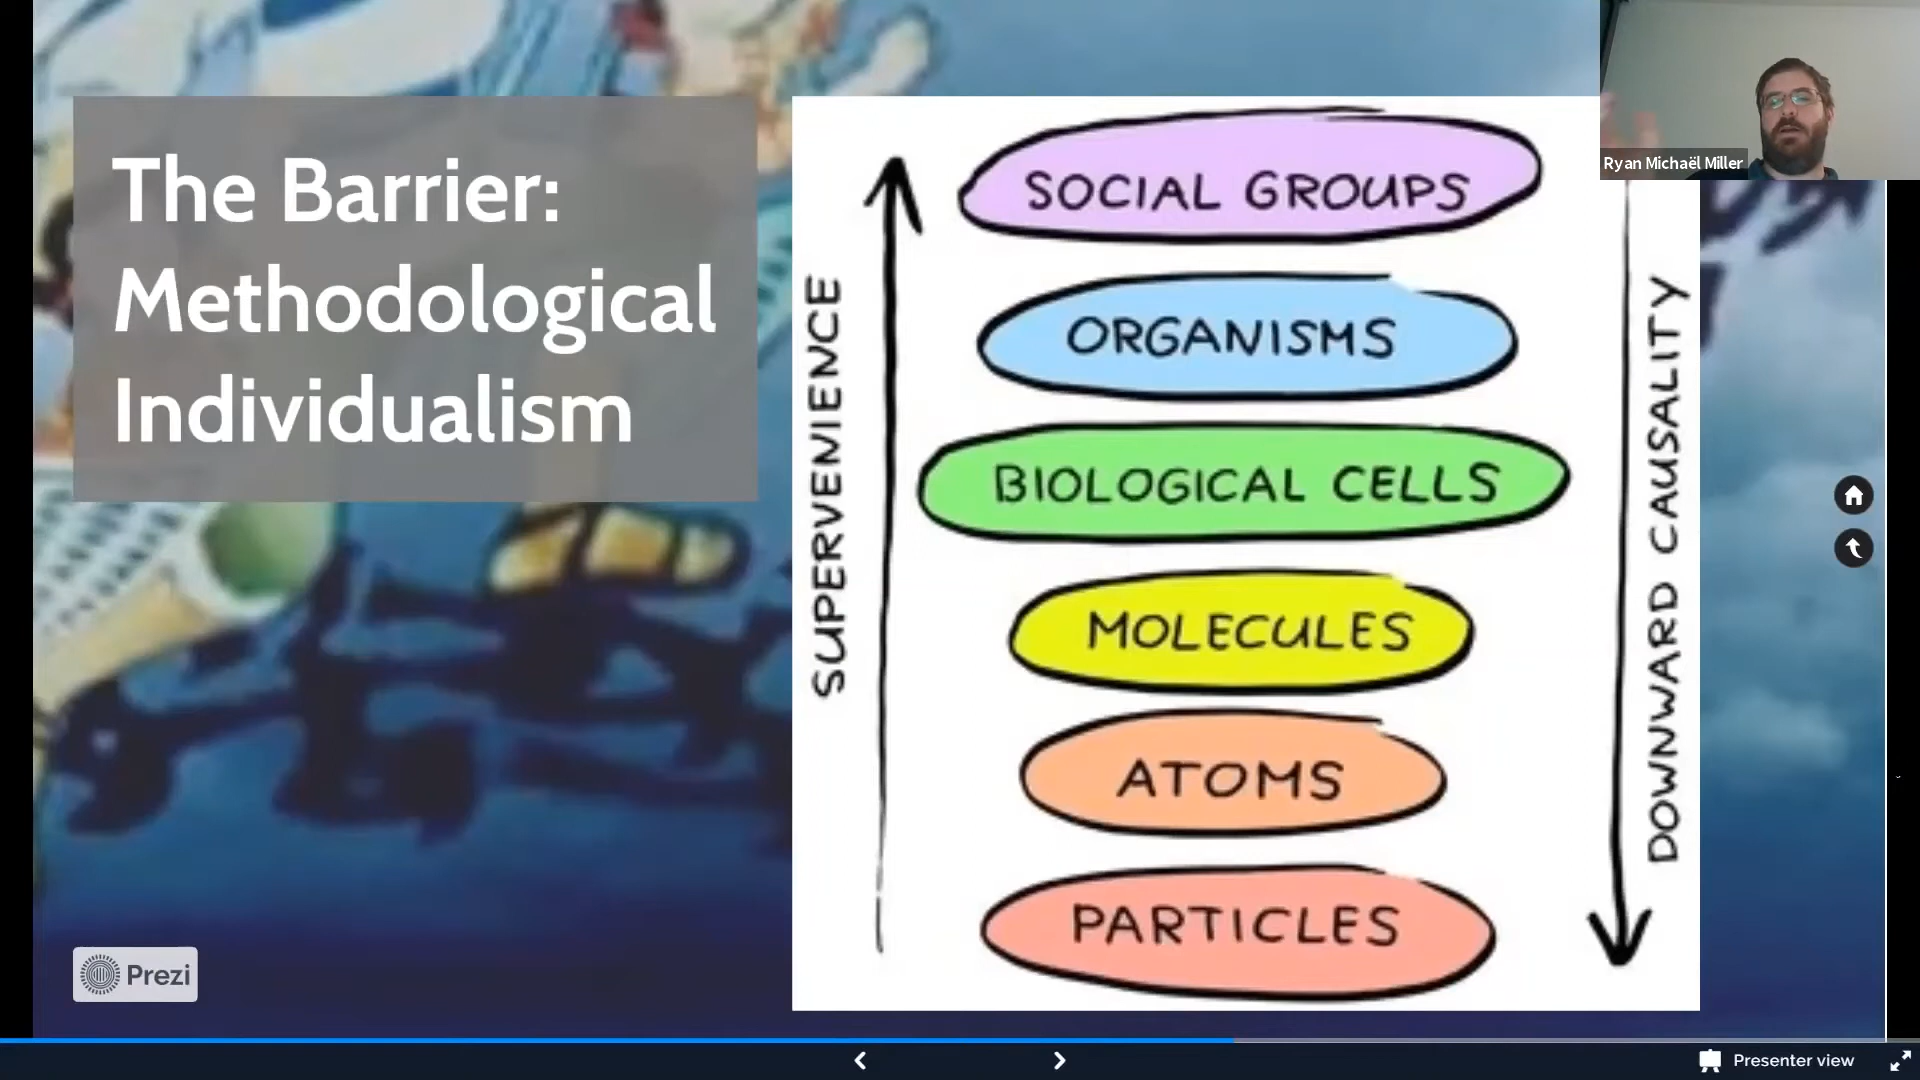 The Barrier:
Methodological
Individualism
SUPERVENIENCE
SOCIAL GROUPS
ORGANISMS
BIOLOGICAL CELLS
MOLECULES
ATOMS
PARTICLES
DOWNWARD CAUSALITY
Ryan Michaël Miller
Prezi
Presenter view